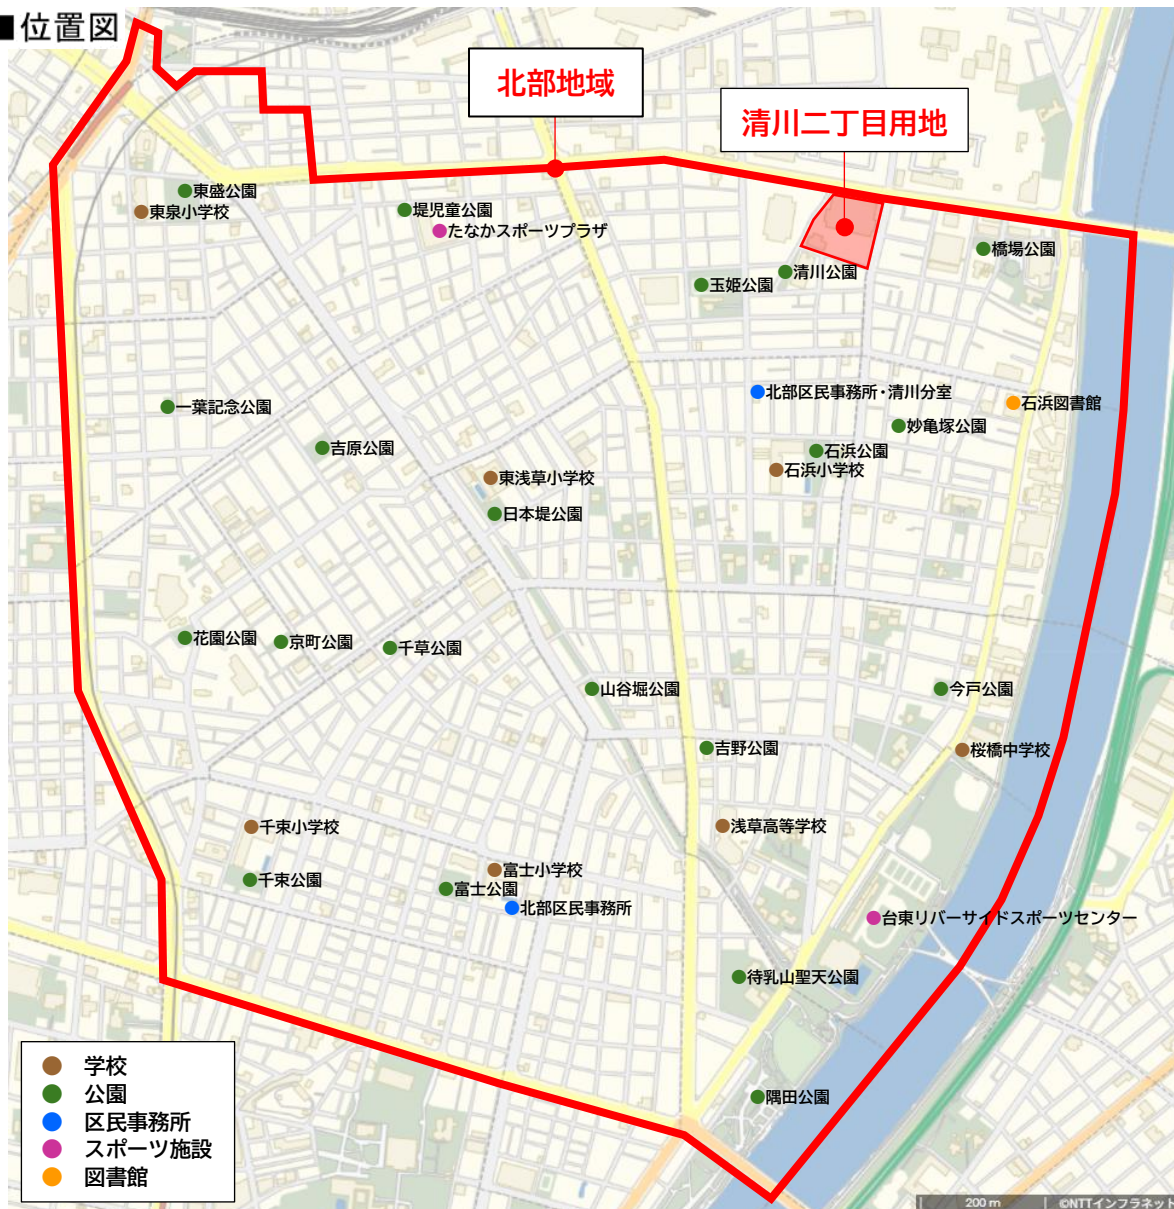 ■位置図
北部地域
清川二丁目用地
東盛公園
東泉小学校
堤児童公園
たなかスポーツプラザ
橋場公園
清川公園
玉姫公園
北部区民事務所・清川分室
石浜図書館
一葉記念公園
妙亀塚公園
吉原公園
石浜公園
石浜小学校
東浅草小学校
日本堤公園
花園公園
京町公園
千草公園
山谷堀公園
今戸公園
吉野公園
桜橋中学校
千束小学校
浅草高等学校
富士小学校
千束公園
富士公園
北部区民事務所
台東リバーサイドスポーツセンター
待乳山聖天公園
隅田公園
学校
公園
区民事務所
スポーツ施設
図書館
200 m
©NTTインフラネット